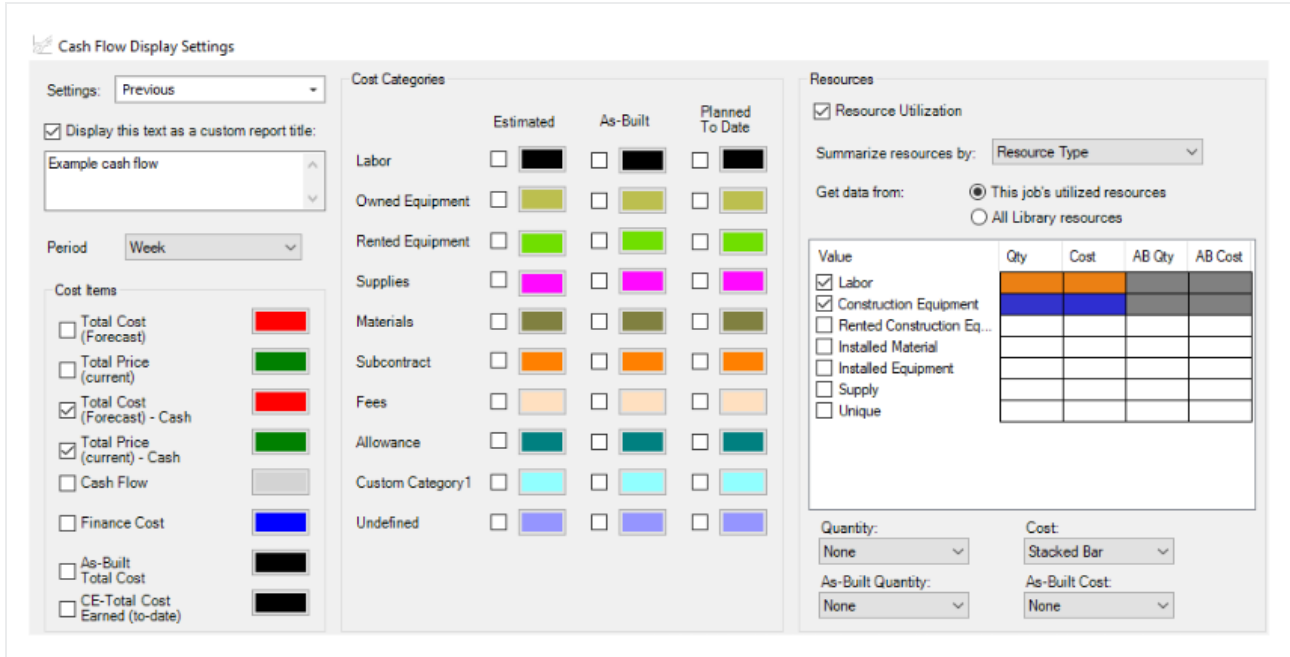 Cash Flow Display Settings
Settings: Previous
Display this text as a custom report title:
Example cash flow
Period Week
Cost Items
Total Cost
(Forecast)
Total Price
(current)
Total Cost
(Forecast) - Cash
Total Price
(current) - Cash
Cash Flow
Finance Cost
As-Built
Total Cost
CE-Total Cost
Earned (to-date)
Cost Categories
Estimated As-Built Planned
To Date
Labor
Owned Equipment
Rented Equipment
Supplies
Materials
Subcontract
Fees
Allowance
Custom Category1
Undefined
Resources
Resource Utilization
Summarize resources by: Resource Type
Get data from: This job's utilized resources
All Library resources
Value Qty Cost AB Qty AB Cost
Labor
Construction Equipment
Rented Construction Eq...
Installed Material
Installed Equipment
Supply
Unique
Quantity: Cost:
None Stacked Bar
As-Built Quantity: As-Built Cost:
None None